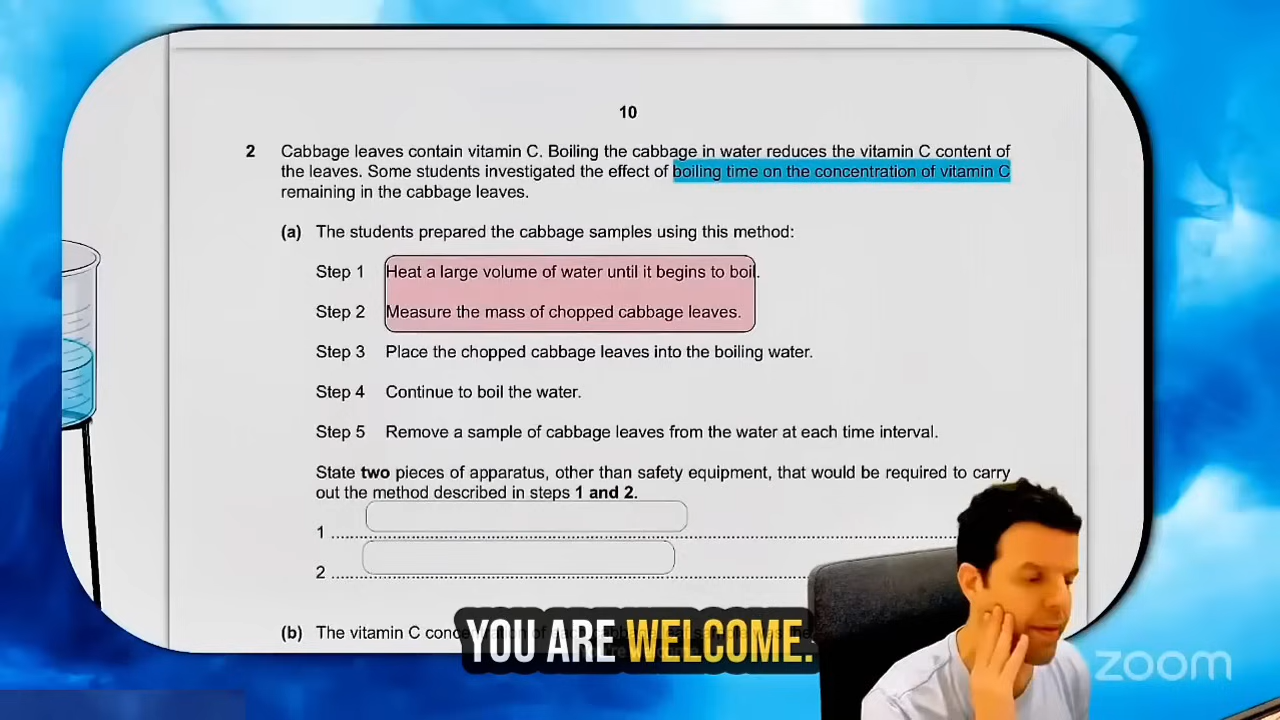 10
2 Cabbage leaves contain vitamin C. Boiling the cabbage in water reduces the vitamin C content of
the leaves. Some students investigated the effect of boiling time on the concentration of vitamin C
remaining in the cabbage leaves.
(a) The students prepared the cabbage samples using this method:
Step 1 Heat a large volume of water until it begins to boil.
Step 2 Measure the mass of chopped cabbage leaves.
Step 3 Place the chopped cabbage leaves into the boiling water.
Step 4 Continue to boil the water.
Step 5 Remove a sample of cabbage leaves from the water at each time interval.
State two pieces of apparatus, other than safety equipment, that would be required to carry
out the method described in steps 1 and 2.
1
2
(b) The vitamin C
YOU ARE WELCOME.
zoom